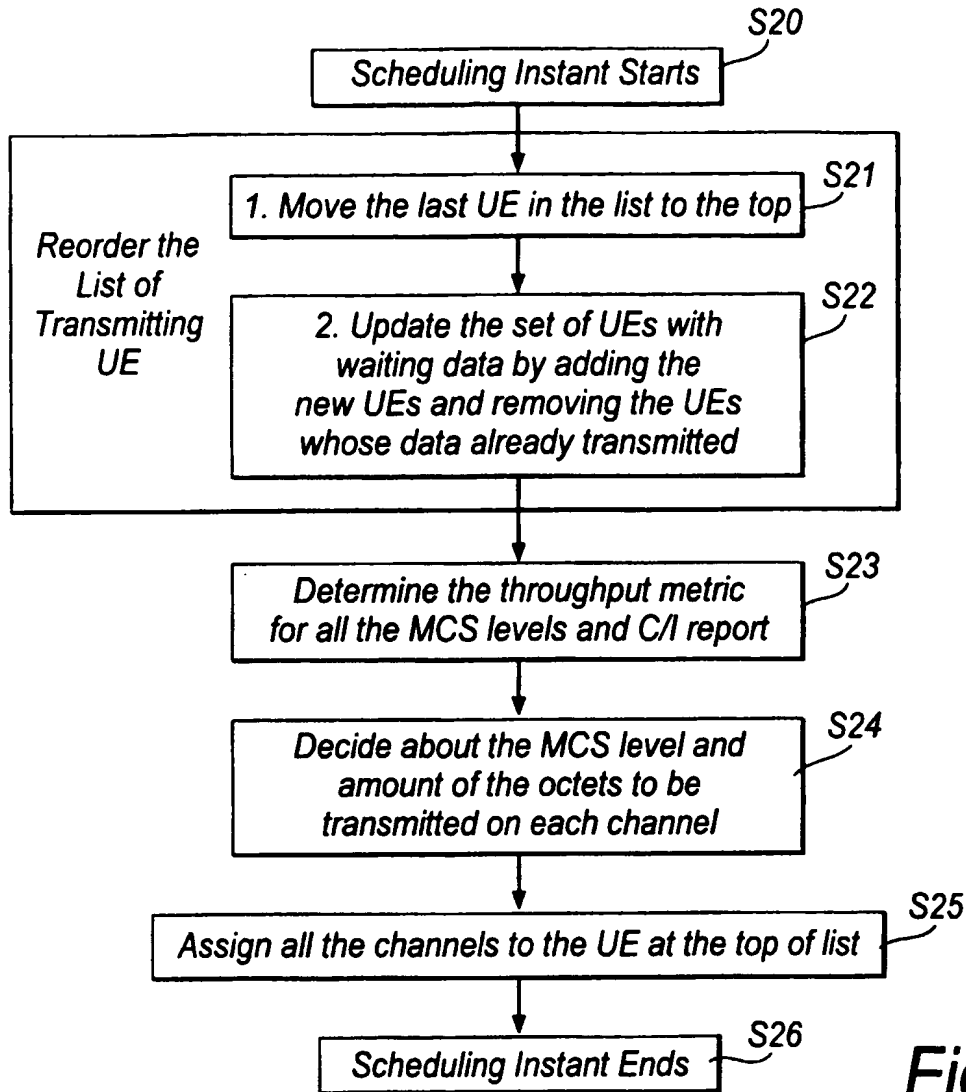 S20
Scheduling Instant Starts
S21
1. Move the last UE in the list to the top
Reorder the
List of
Transmitting
UE
S22
2. Update the set of UEs with
waiting data by adding the
new UEs and removing the UEs
whose data already transmitted
S23
Determine the throughput metric
for all the MCS levels and C/I report
S24
Decide about the MCS level and
amount of the octets to be
transmitted on each channel
S25
Assign all the channels to the UE at the top of list
S26
Scheduling Instant Ends